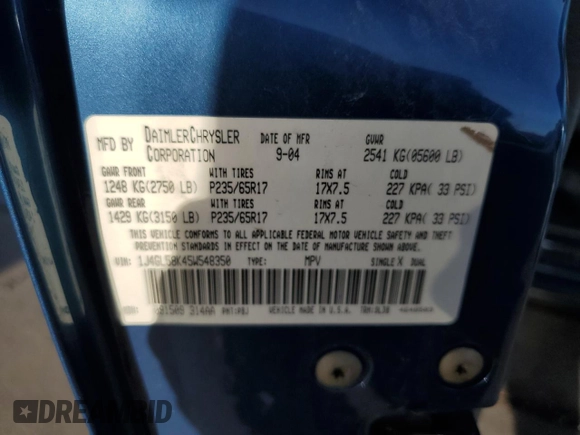 MFD BY DAIMLERCHRYSLER CORPORATION DATE OF MFR 9-04 GVWR 2541 KG(05600 LB)
GAWR FRONT WITH TIRES RIMS AT COLD
1248 KG(2750 LB) P235/65R17 17X7.5 227 KPA( 33 PSI)
GAWR REAR WITH TIRES RIMS AT COLD
1429 KG(3150 LB) P235/65R17 17X7.5 227 KPA( 33 PSI)
THIS VEHICLE CONFORMS TO ALL APPLICABLE FEDERAL MOTOR VEHICLE SAFETY AND THEFT
PREVENTION STANDARDS IN EFFECT ON THE DATE OF MANUFACTURE SHOWN ABOVE.
VIN: 1J4GL58K45W548350 TYPE: MPV SINGLE X DUAL
PNT:PBJ VEHICLE MADE IN U.S.A.
DREAMBID